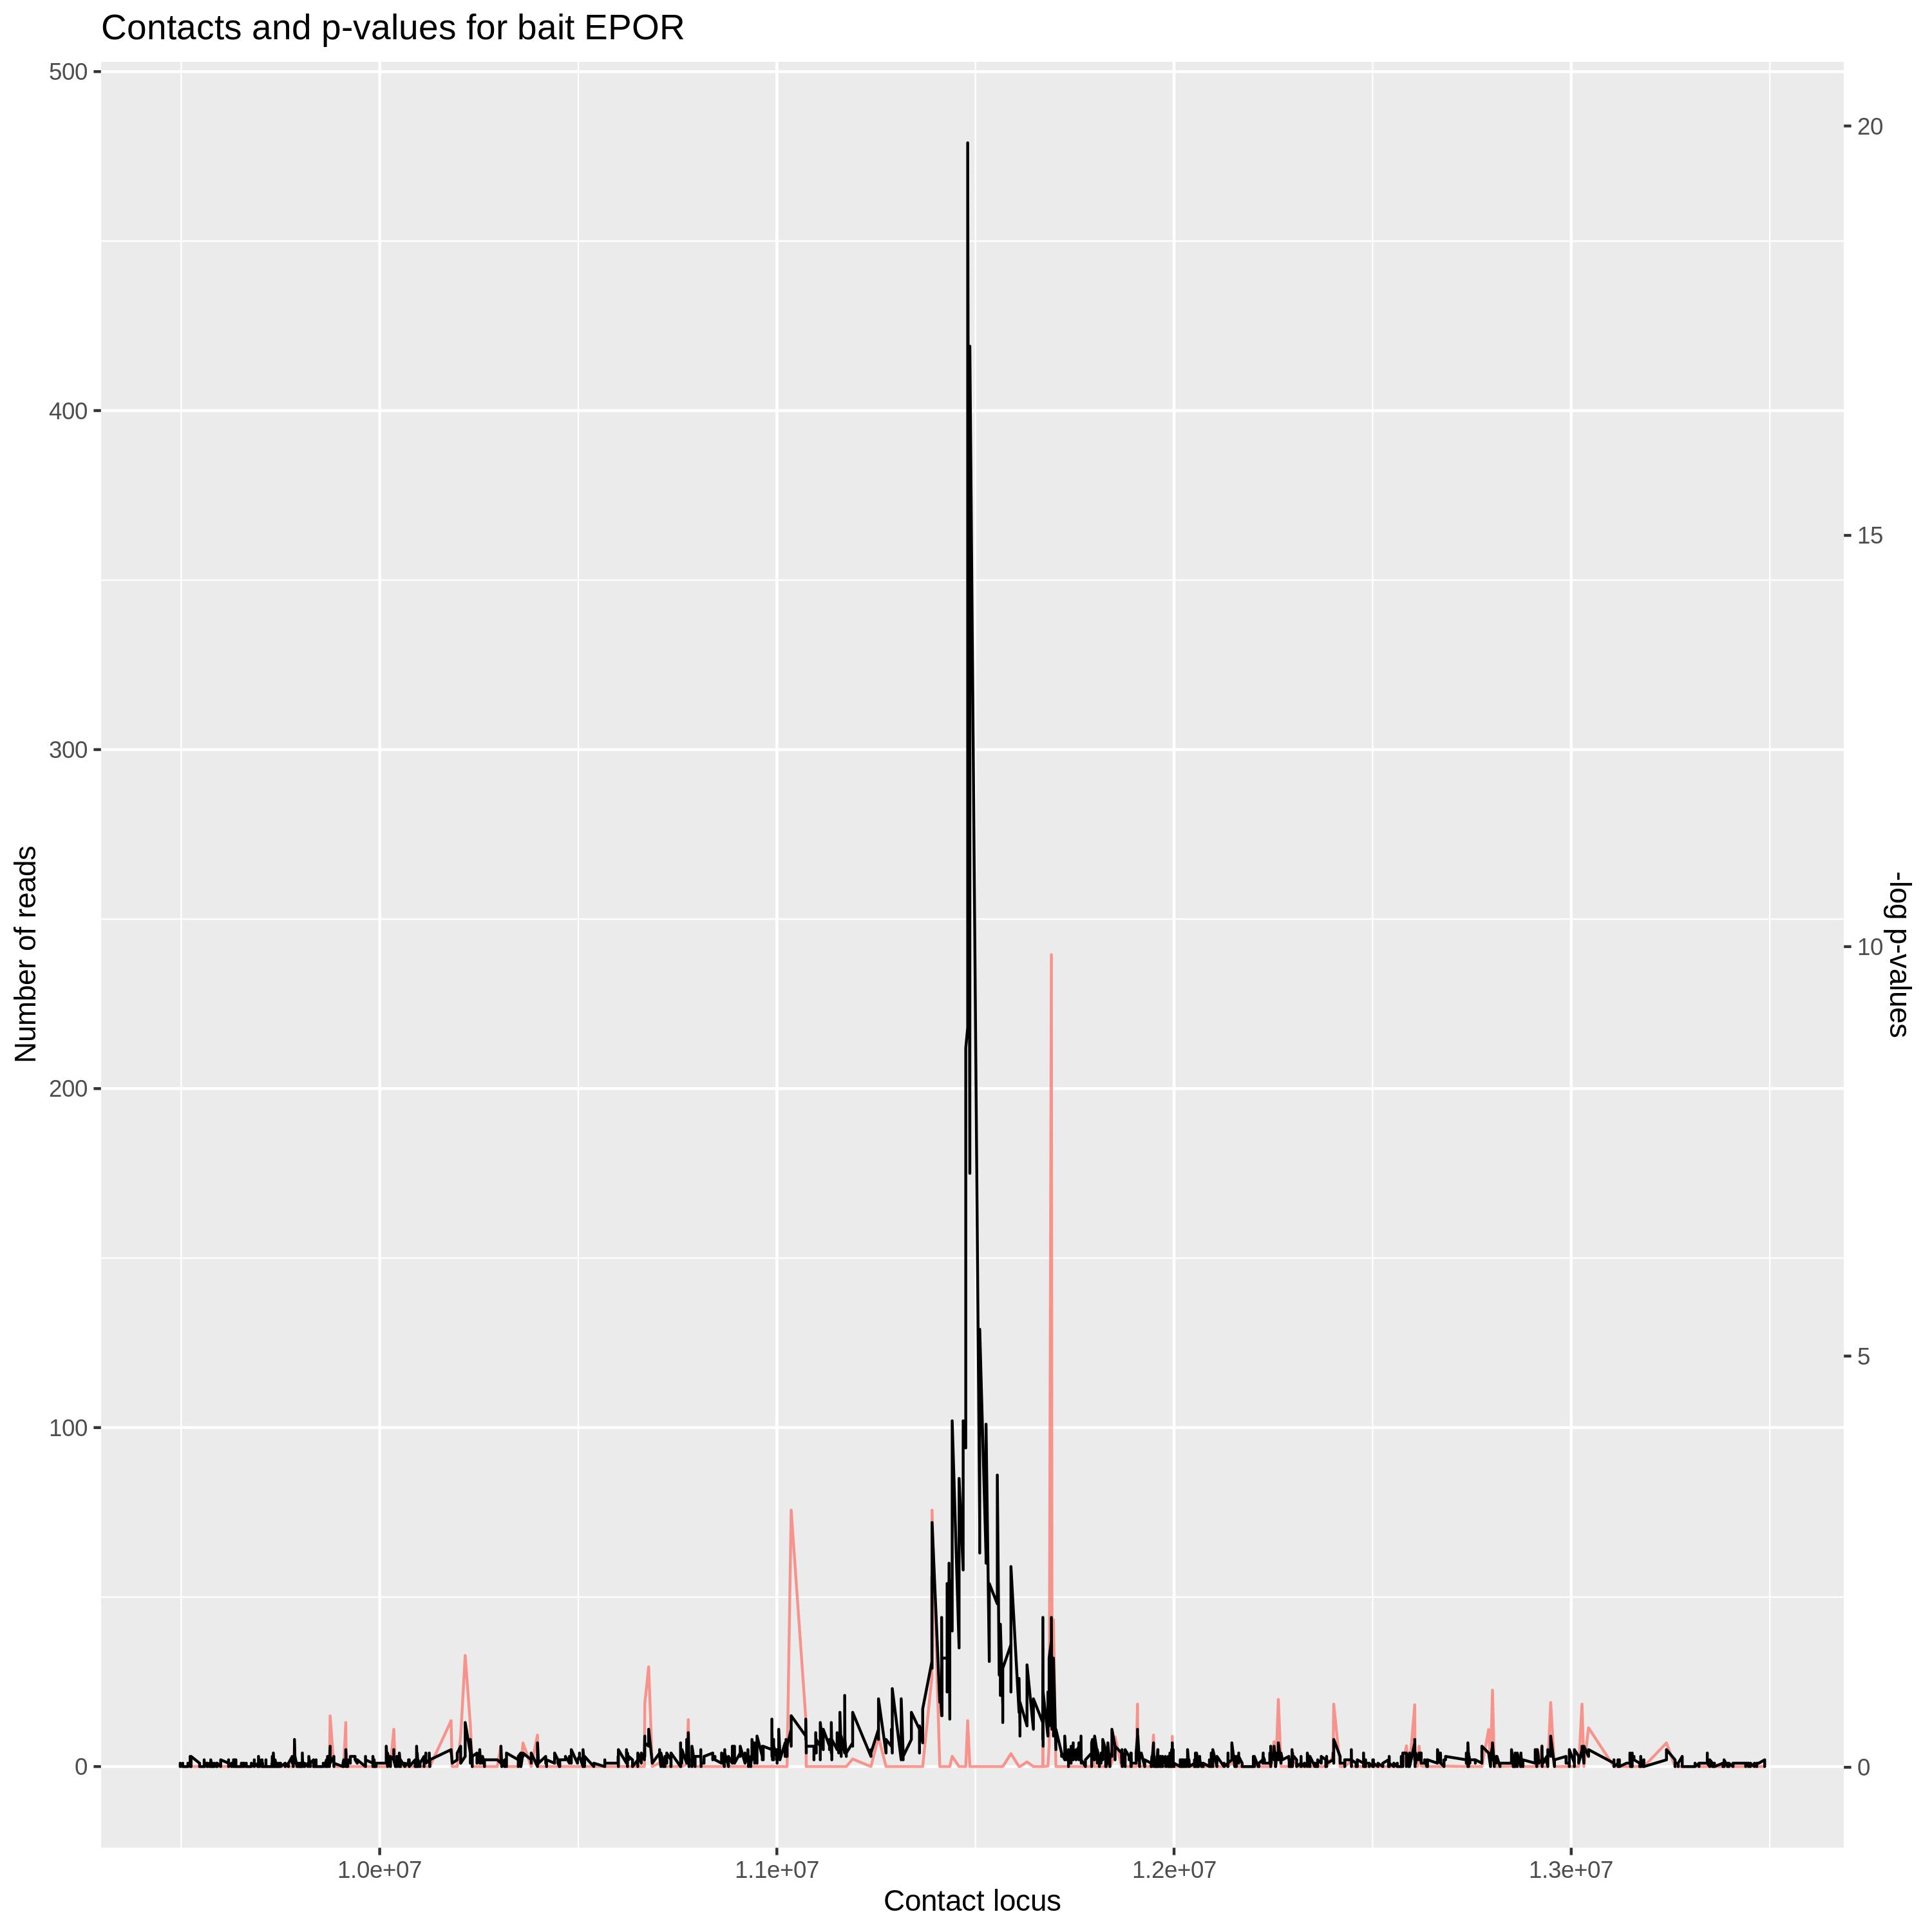 Contacts and p-values for bait EPOR
500
400
300
200
100
0
Number of reads
20
15
10
5
0
-log p-values
1.0e+07 1.1e+07 1.2e+07 1.3e+07
Contact locus